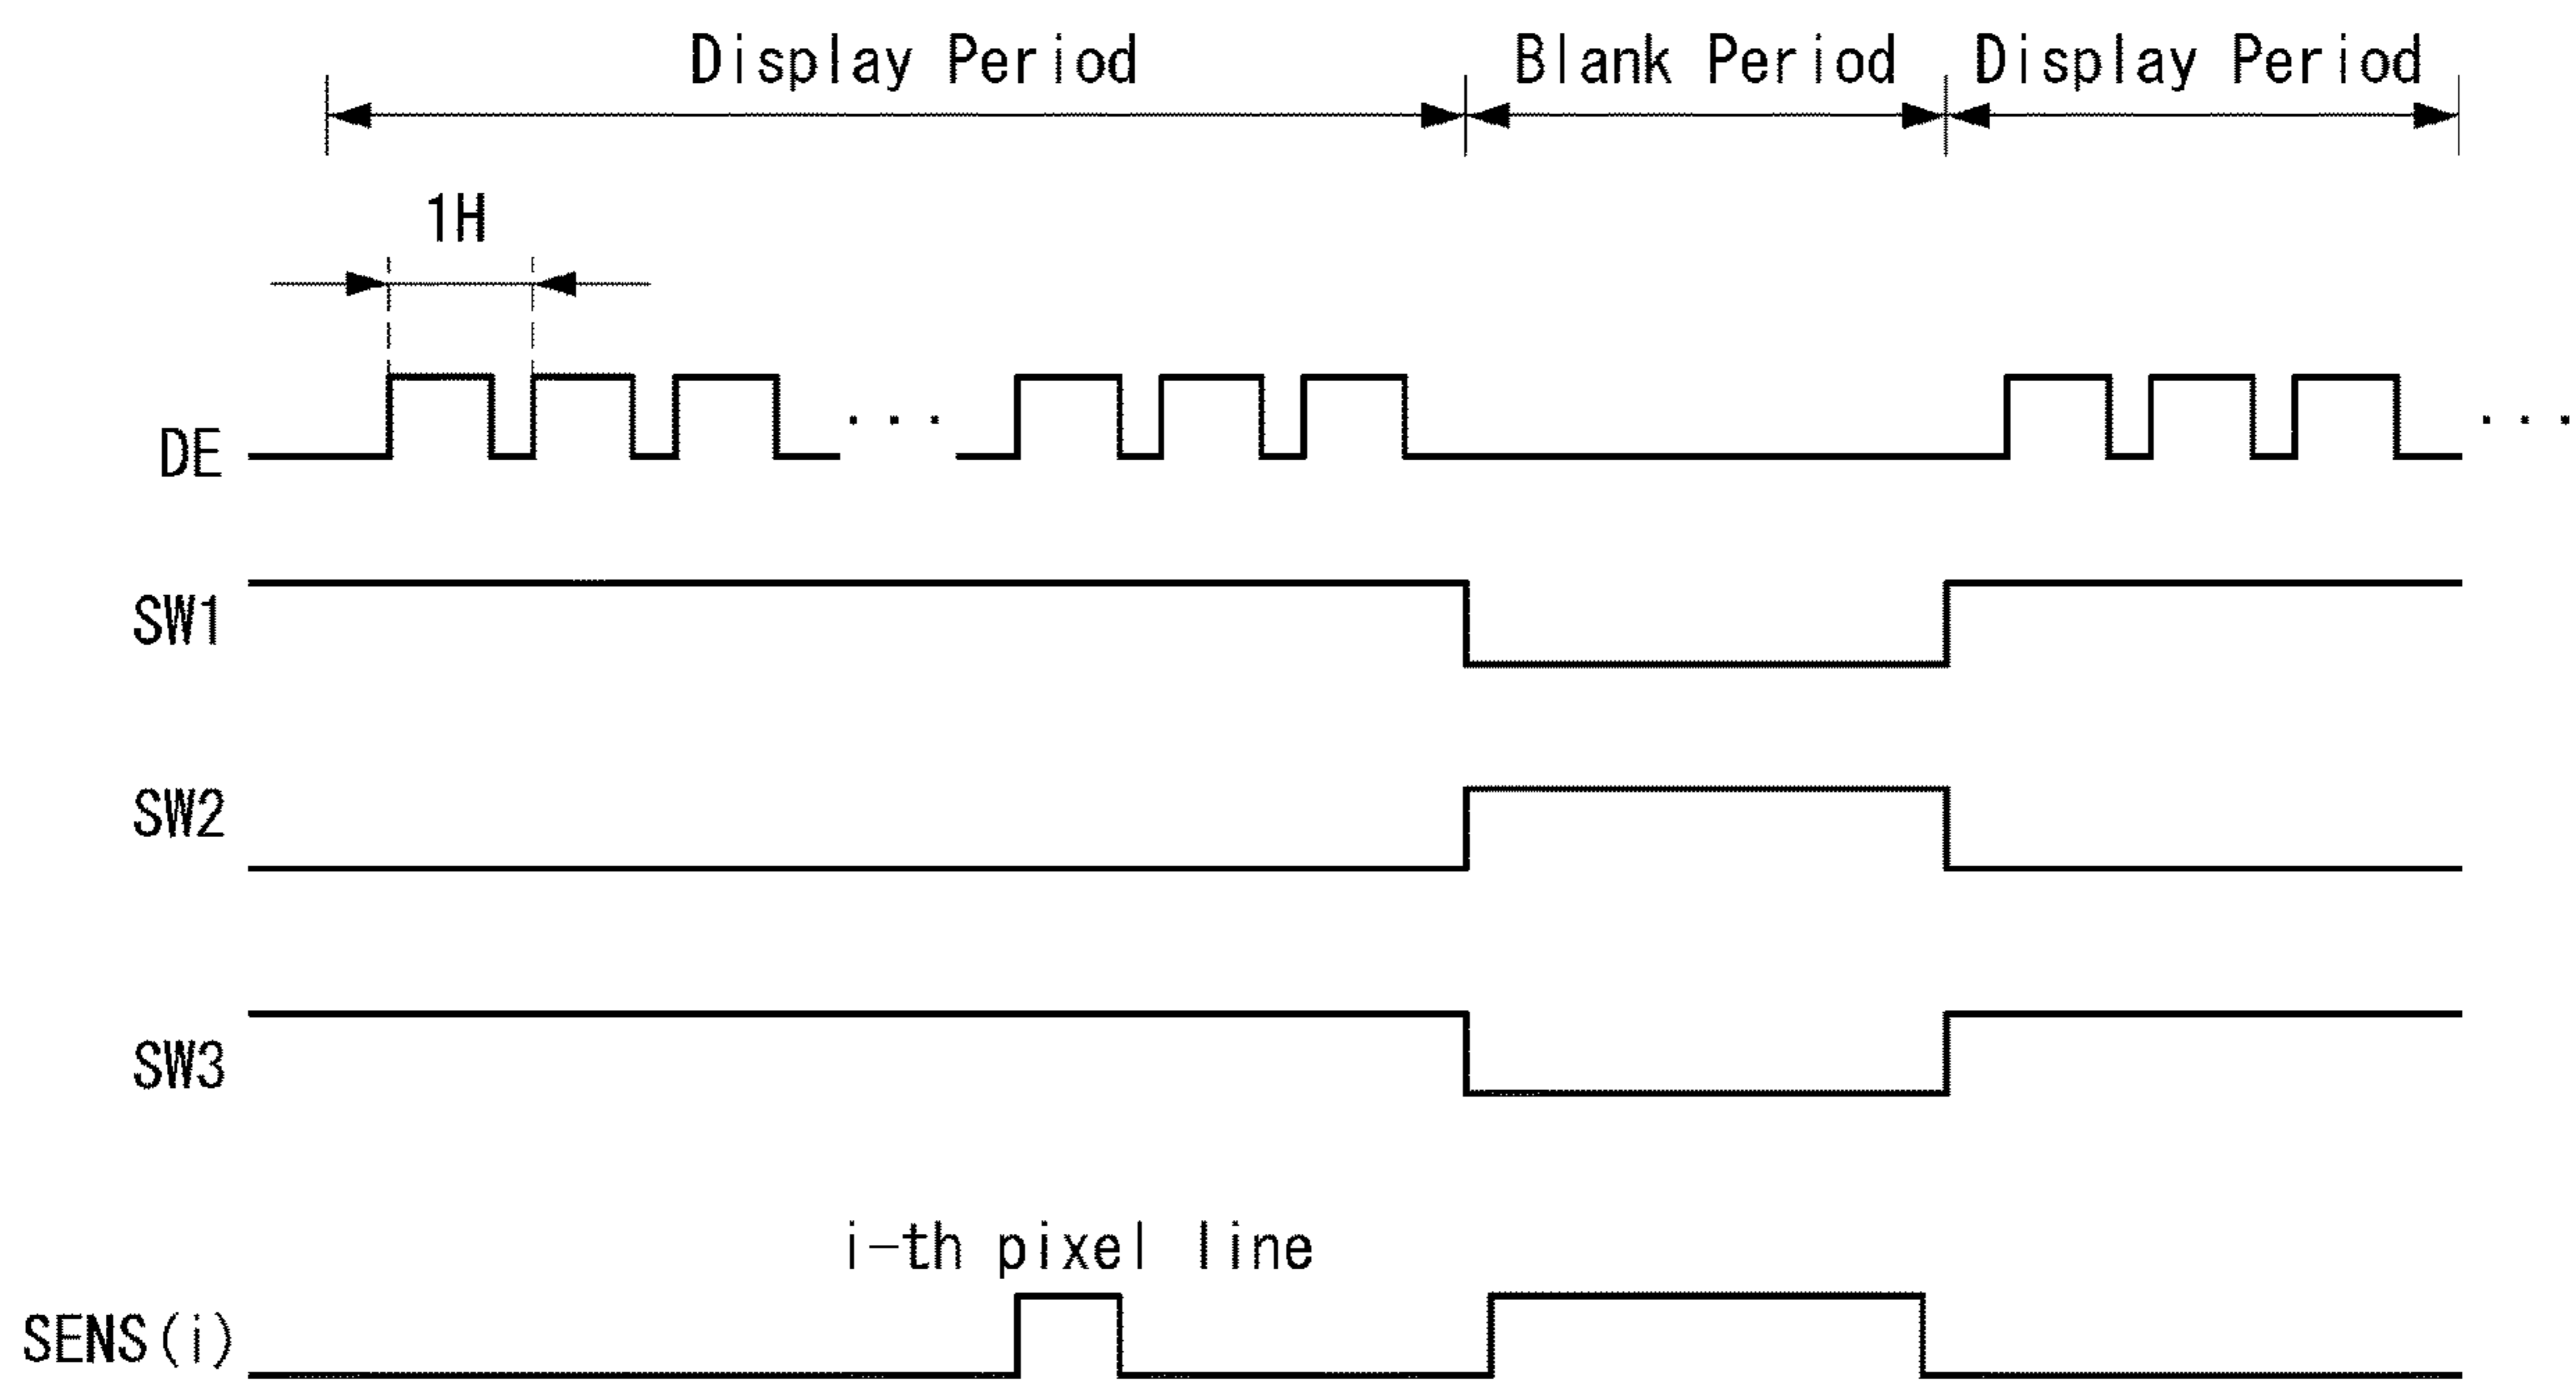 Display Period Blank Period Display Period
1H
DE ... ...
SW1
SW2
SW3
i-th pixel line
SENS(i)